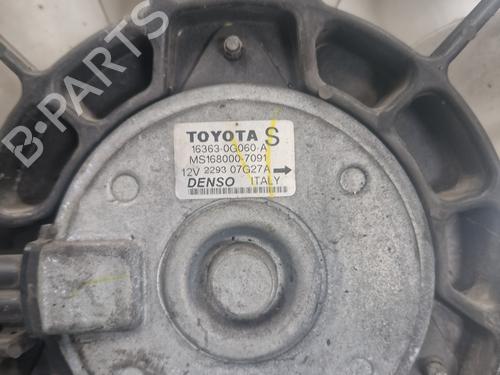 B-PARTS
TOYOTA S
16363-0G060-A
MS168000-7091
12V 2293 07G27A
DENSO ITALY